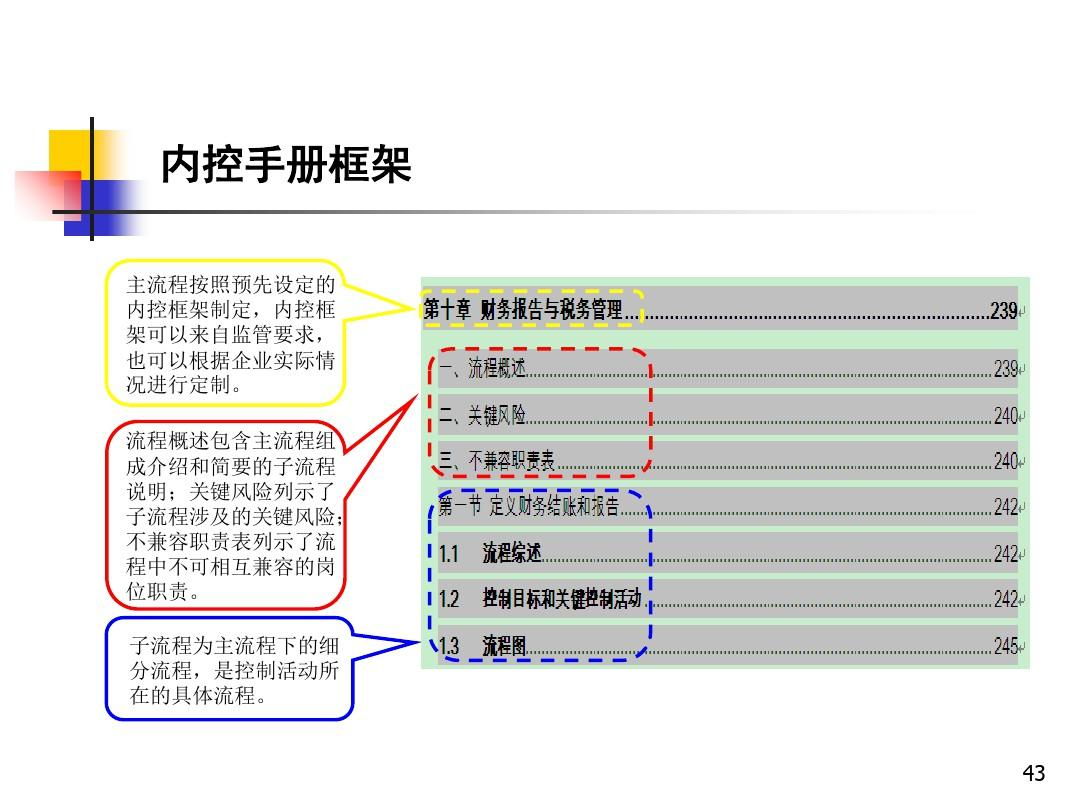 内控手册框架
主流程按照预先设定的
内控框架制定，内控框
架可以来自监管要求，
也可以根据企业实际情
况进行定制。
流程概述包含主流程组
成介绍和简要的子流程
说明；关键风险列示了
子流程涉及的关键风险；
不兼容职责表列示了流
程中不可相互兼容的岗
位职责。
子流程为主流程下的细
分流程，是控制活动所
在的具体流程。
第十章 财务报告与税务管理 239
一、流程概述 239
二、关键风险 240
三、不兼容职责表 240
第一节 定义财务结账和报告 242
1.1 流程综述 242
1.2 控制目标和关键控制活动 242
1.3 流程图 245
43